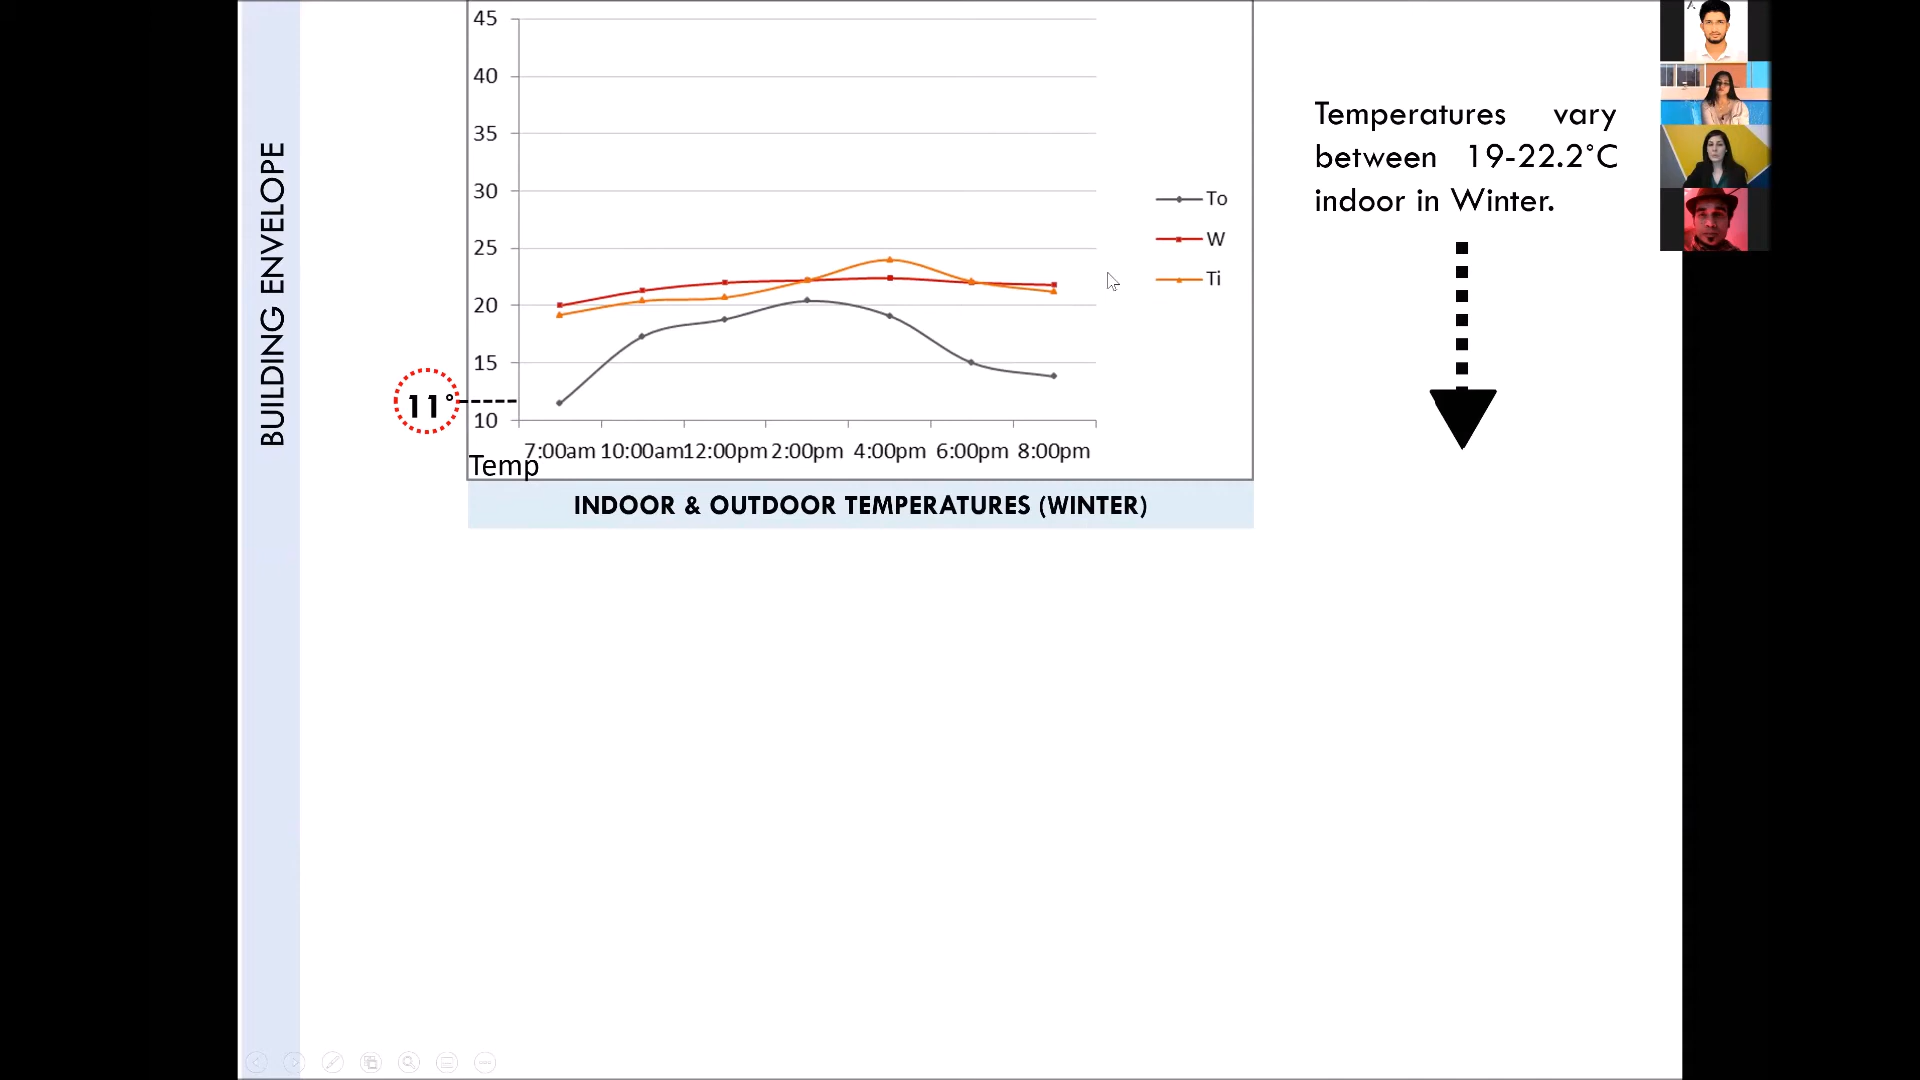 BUILDING ENVELOPE
45
40
35
30
25
20
15
10
11°
7:00am 10:00am 12:00pm 2:00pm 4:00pm 6:00pm 8:00pm
Temp
To
W
Ti
INDOOR & OUTDOOR TEMPERATURES (WINTER)
Temperatures vary
between 19-22.2°C
indoor in Winter.